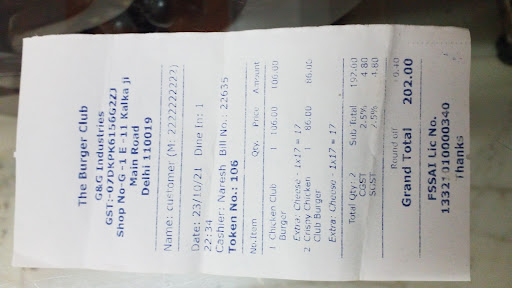 The Burger Club
G&G Industries
GST:-07DKPK6156G2ZJ
Shop No-G -1 E -11 Kalka ji
Main Road
Delhi 110019
Name: customer (M: 2222222222)
Date: 23/10/21 Dine In: 1
22:34
Cashier: Naresh Bill No.: 22635
Token No.: 106
No.Item Qty. Price Amount
1 Chicken Club 1 106.00 106.00
Burger
Extra: Cheese - 1x17 = 17
2 Crispy Chicken 1 86.00 86.00
Club Burger
Extra: Cheese - 1x17 = 17
Total Qty: 2 Sub Total 192.00
CGST 2.5% 4.80
SGST 2.5% 4.80
Round off 0.40
Grand Total 202.00
FSSAI Lic No.
13321010000340
Thanks